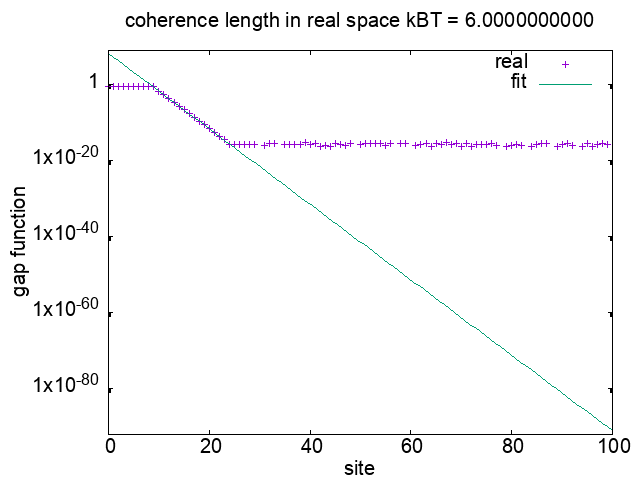 coherence length in real space kBT = 6.0000000000
real
fit
1
1x10^-20
1x10^-40
1x10^-60
1x10^-80
gap function
0 20 40 60 80 100
site